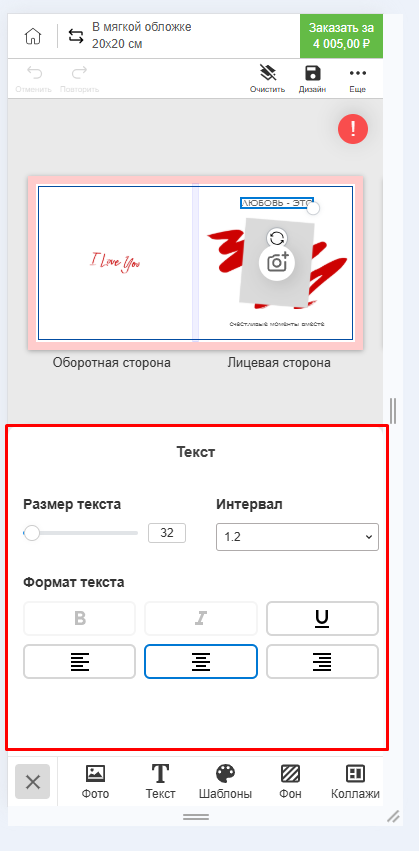 В мягкой обложке
20x20 см
Заказать за
4 005,00 ₽
Отменить
Повторить
Очистить
Дизайн
Еще
!
ЛЮБОВЬ - ЭТО
I Love You
счастливые моменты вместе
Оборотная сторона
Лицевая сторона
Текст
Размер текста
Интервал
32
1.2
Формат текста
B
I
U
Фото
Текст
Шаблоны
Фон
Коллажи